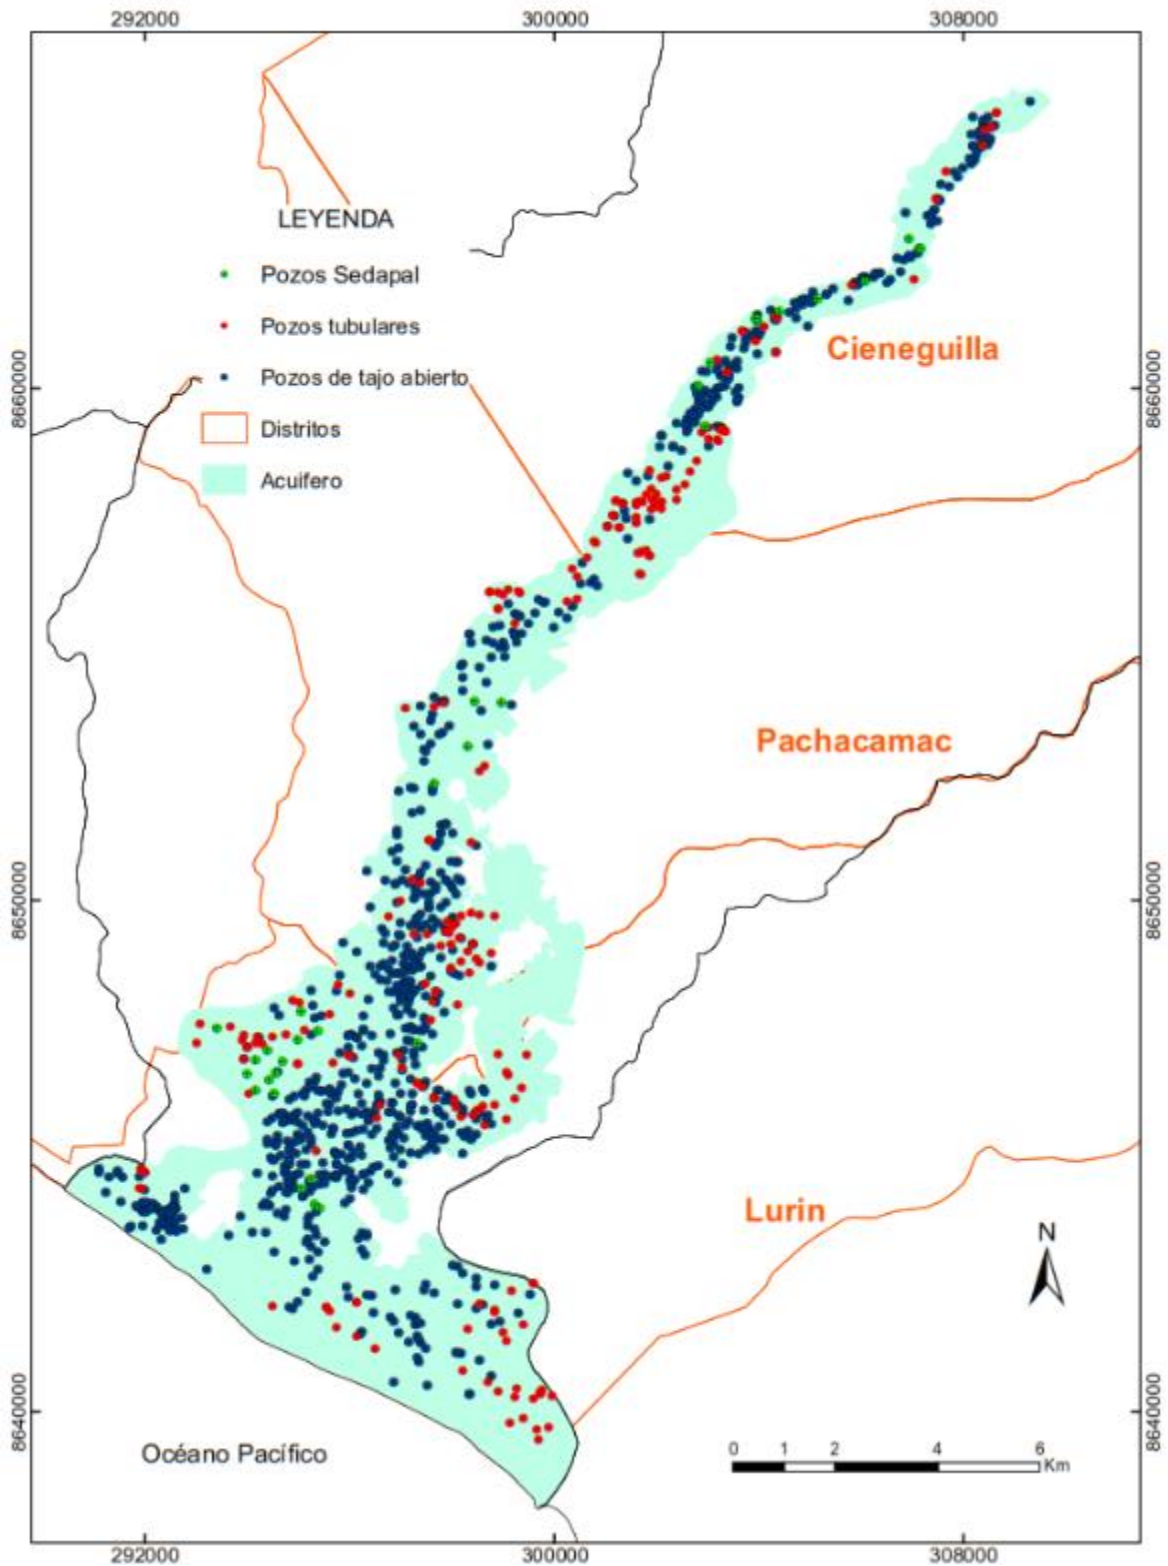 292000
300000
308000
LEYENDA
Pozos Sedapal
Pozos tubulares
Pozos de tajo abierto
Distritos
Acuifero
8660000
8660000
Cieneguilla
Pachacamac
8650000
8650000
Lurin
N
8640000
8640000
Océano Pacífico
0 1 2 4 6
Km
292000
300000
308000